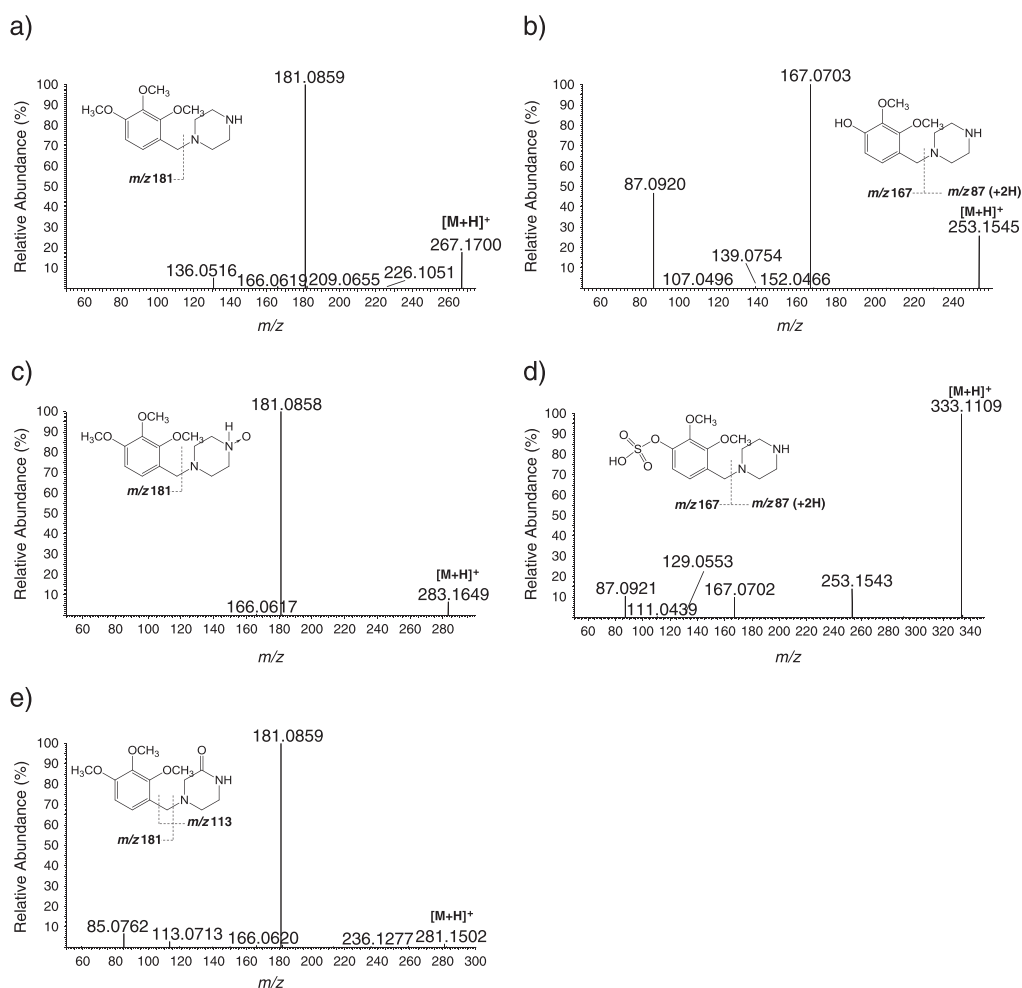 a)
Relative Abundance (%)
100
90
80
70
60
50
40
30
20
10
181.0859
OCH3
H3CO
OCH3
NH
N
m/z 181
[M+H]+
267.1700
136.0516
166.0619
209.0655
226.1051
60 80 100 120 140 160 180 200 220 240 260
m/z
b)
Relative Abundance (%)
100
90
80
70
60
50
40
30
20
10
167.0703
OCH3
HO
OCH3
NH
N
m/z 167
m/z 87 (+2H)
[M+H]+
253.1545
87.0920
139.0754
107.0496
152.0466
60 80 100 120 140 160 180 200 220 240
m/z
c)
Relative Abundance (%)
100
90
80
70
60
50
40
30
20
10
181.0858
OCH3
H3CO
OCH3
H
N
O
N
m/z 181
[M+H]+
283.1649
166.0617
60 80 100 120 140 160 180 200 220 240 260 280
m/z
d)
Relative Abundance (%)
100
90
80
70
60
50
40
30
20
10
[M+H]+
333.1109
OCH3
O
O
S
HO
O
OCH3
NH
N
m/z 167
m/z 87 (+2H)
129.0553
87.0921
111.0439
167.0702
253.1543
60 80 100 120 140 160 180 200 220 240 260 280 300 320 340
m/z
e)
Relative Abundance (%)
100
90
80
70
60
50
40
30
20
10
181.0859
OCH3
O
H3CO
OCH3
NH
N
m/z 113
m/z 181
[M+H]+
85.0762
113.0713
166.0620
236.1277
281.1502
60 80 100 120 140 160 180 200 220 240 260 280 300
m/z